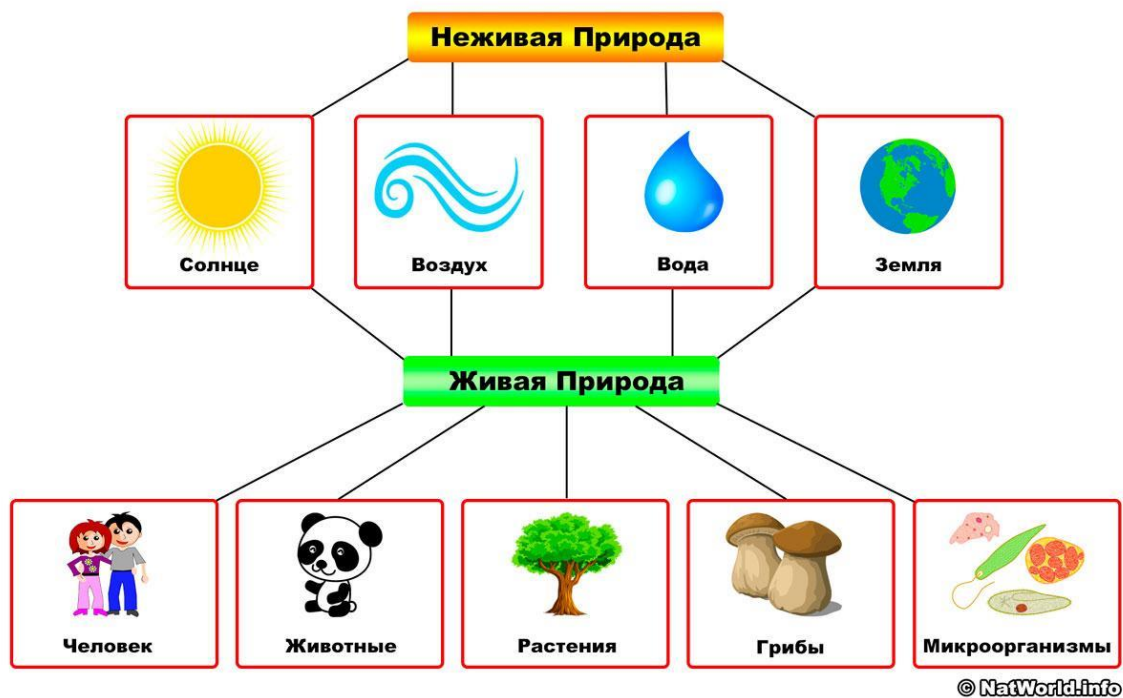 Неживая Природа
Солнце
Воздух
Вода
Земля
Живая Природа
Человек
Животные
Растения
Грибы
Микроорганизмы
© NatWorld.info